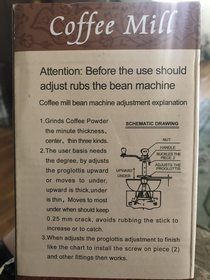 Coffee Mill
Attention: Before the use should
adjust rubs the bean machine
Coffee mill bean machine adjustment explanation
1.Grinds Coffee Powder
the minute thickness,
center, thin three kinds.
2.The user basis needs
the degree, by adjusts
the proglottis upward
or moves to under,
upward is thick,under
is thin,  Moves to most
under when should keep
0.25 mm crack, avoids rubbing the stick to
increase or to catch.
3.When adjusts the proglottis adjustment to finish
like the chart to install the screw on piece (2)
and other fittings then works.
SCHEMATIC DRAWING
NUT
HANDLE
BUCKLES THE
PIECE 2
ADJUSTS THE
PROGLOTTIS
UPWARD
UNDER